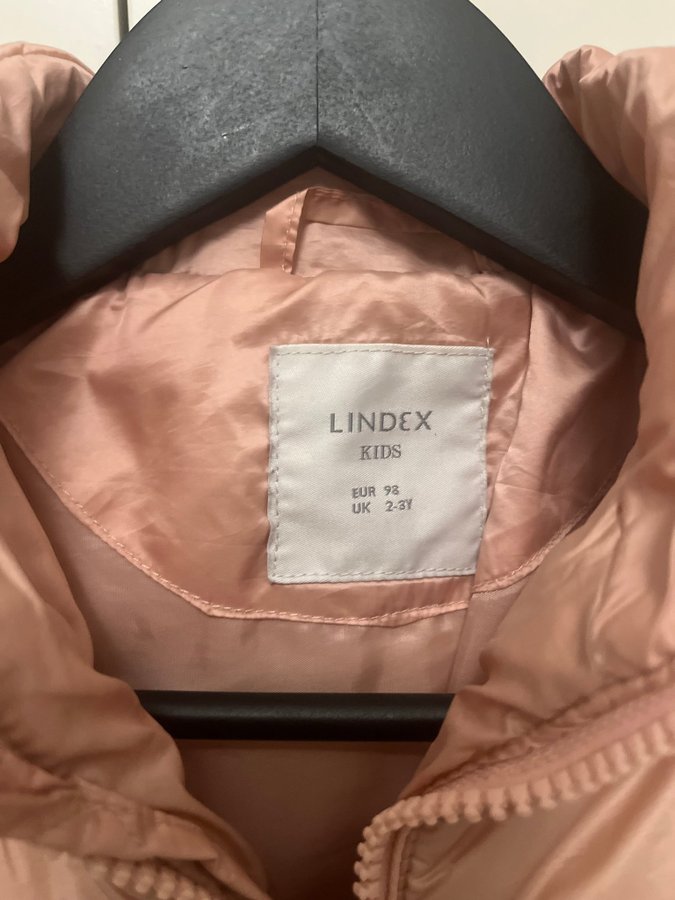 LINDEX
KIDS
EUR 98
UK 2-3Y